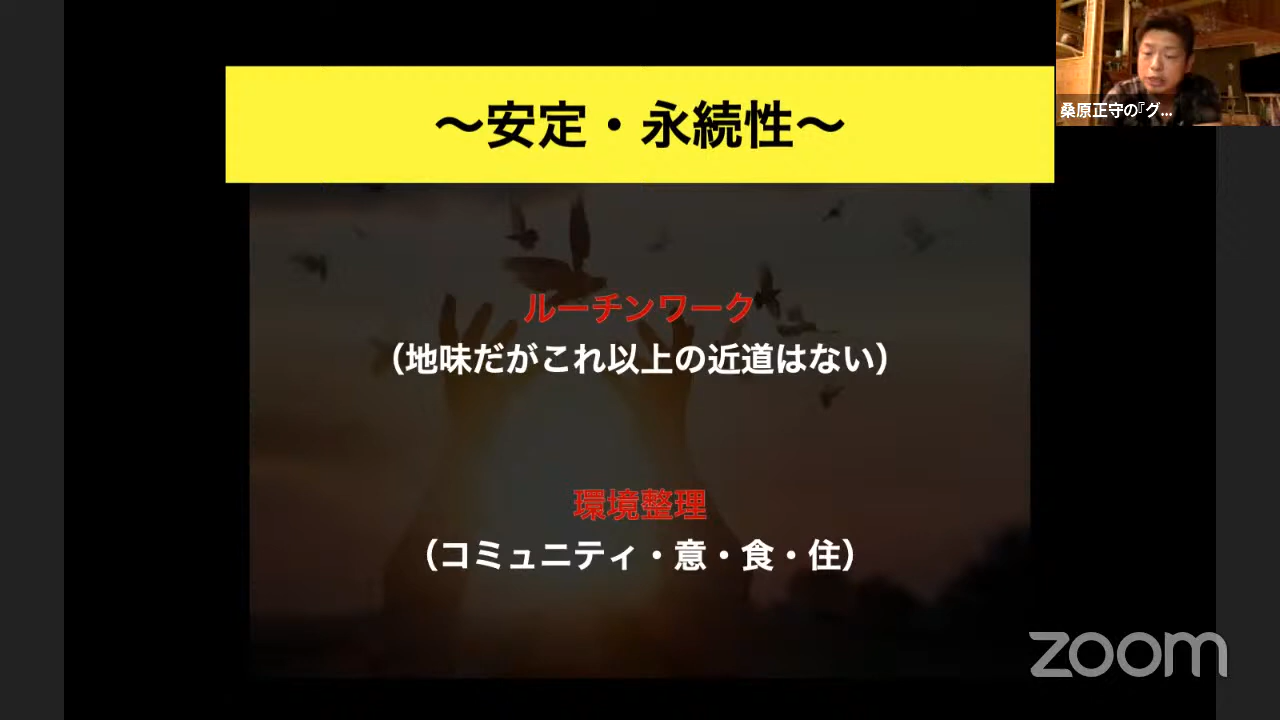 ～安定・永続性～
桑原正守の『グ...
ルーチンワーク
（地味だがこれ以上の近道はない）
環境整理
（コミュニティ・意・食・住）
zoom